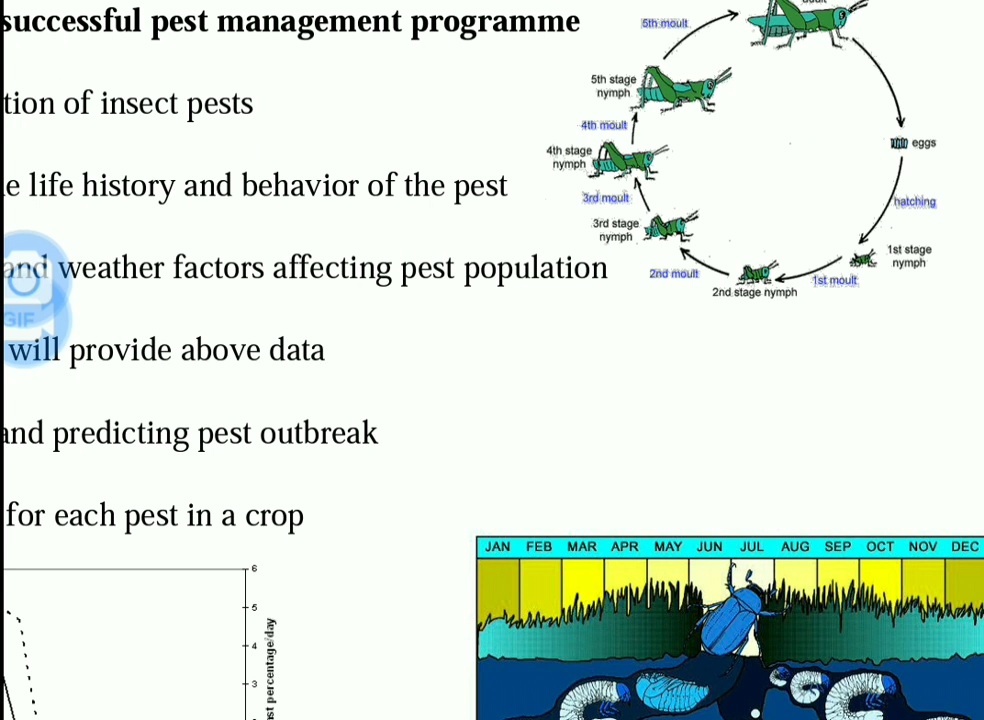 successful pest management programme
tion of insect pests
e life history and behavior of the pest
and weather factors affecting pest population
will provide above data
and predicting pest outbreak
for each pest in a crop
5th moult
5th stage
nymph
4th moult
4th stage
nymph
3rd moult
3rd stage
nymph
2nd moult
2nd stage nymph
1st moult
1st stage
nymph
hatching
eggs
GIF
JAN FEB MAR APR MAY JUN JUL AUG SEP OCT NOV DEC
6
5
4
3
st percentage/day